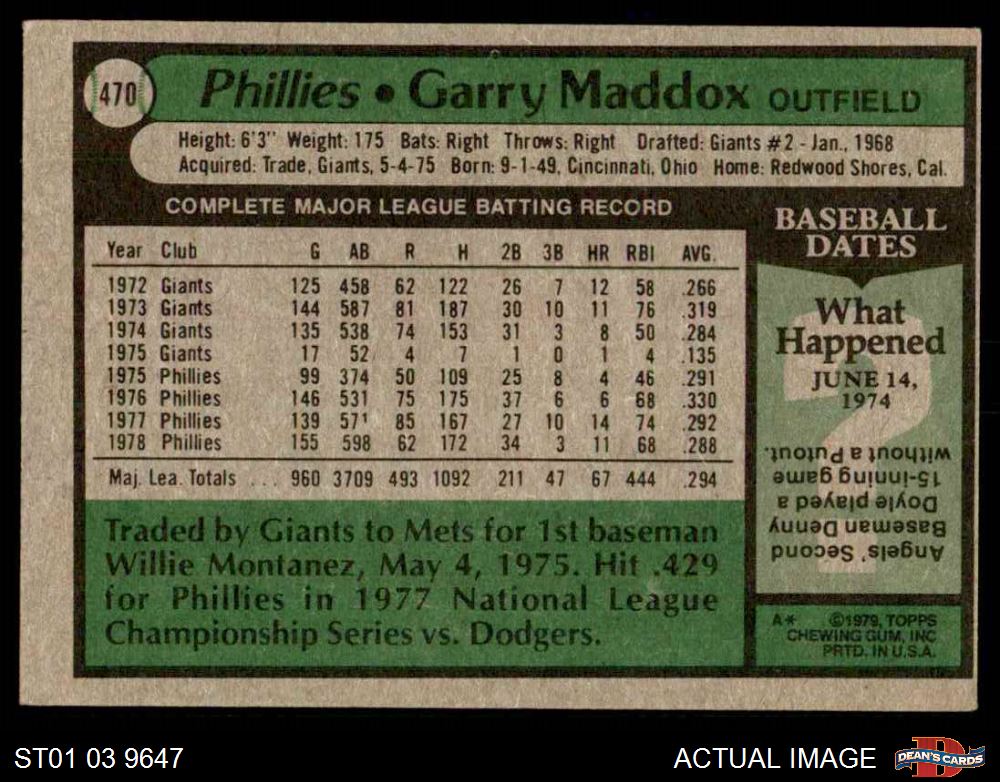 470
Phillies • Garry Maddox OUTFIELD
Height: 6'3" Weight: 175 Bats: Right Throws: Right Drafted: Giants #2 - Jan., 1968
Acquired: Trade, Giants, 5-4-75 Born: 9-1-49, Cincinnati, Ohio Home: Redwood Shores, Cal.
COMPLETE MAJOR LEAGUE BATTING RECORD
Year Club G AB R H 2B 3B HR RBI AVG.
1972 Giants 125 458 62 122 26 7 12 58 .266
1973 Giants 144 587 81 187 30 10 11 76 .319
1974 Giants 135 538 74 153 31 3 8 50 .284
1975 Giants 17 52 4 7 1 0 1 4 .135
1975 Phillies 99 374 50 109 25 8 4 46 .291
1976 Phillies 146 531 75 175 37 6 6 68 .330
1977 Phillies 139 571 85 167 27 10 14 74 .292
1978 Phillies 155 598 62 172 34 3 11 68 .288
Maj. Lea. Totals ... 960 3709 493 1092 211 47 67 444 .294
Traded by Giants to Mets for 1st baseman
Willie Montanez, May 4, 1975. Hit .429
for Phillies in 1977 National League
Championship Series vs. Dodgers.
BASEBALL
DATES
What
Happened
JUNE 14,
1974
?
Angels' Second
Baseman Denny
Doyle played a
15-inning game
without a Putout.
A* ©1979, TOPPS
CHEWING GUM, INC
PRTD. IN U.S.A.
ST01 03 9647
ACTUAL IMAGE
D
DEAN'S CARDS